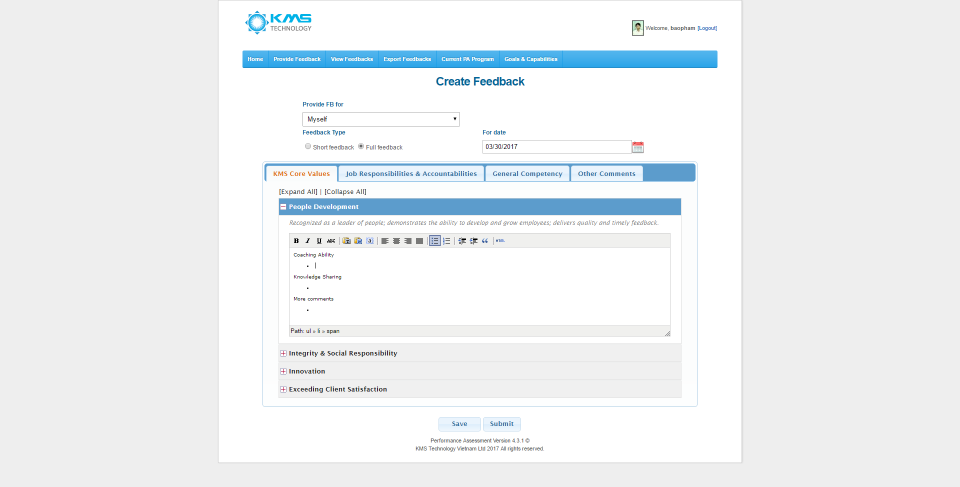 KMS
TECHNOLOGY
Welcome, baopham [Logout]
Home Provide Feedback View Feedbacks Export Feedbacks Current PA Program Goals & Capabilities
Create Feedback
Provide FB for
Myself
Feedback Type For date
Short feedback Full feedback 03/30/2017
KMS Core Values Job Responsibilities & Accountabilities General Competency Other Comments
[Expand All] | [Collapse All]
People Development
Recognized as a leader of people; demonstrates the ability to develop and grow employees; delivers quality and timely feedback.
B I U ABC HTML
Coaching Ability
Knowledge Sharing
More comments
Path: ul » li » span
Integrity & Social Responsibility
Innovation
Exceeding Client Satisfaction
Save Submit
Performance Assessment Version 4.3.1 ©
KMS Technology Vietnam Ltd 2017 All rights reserved.